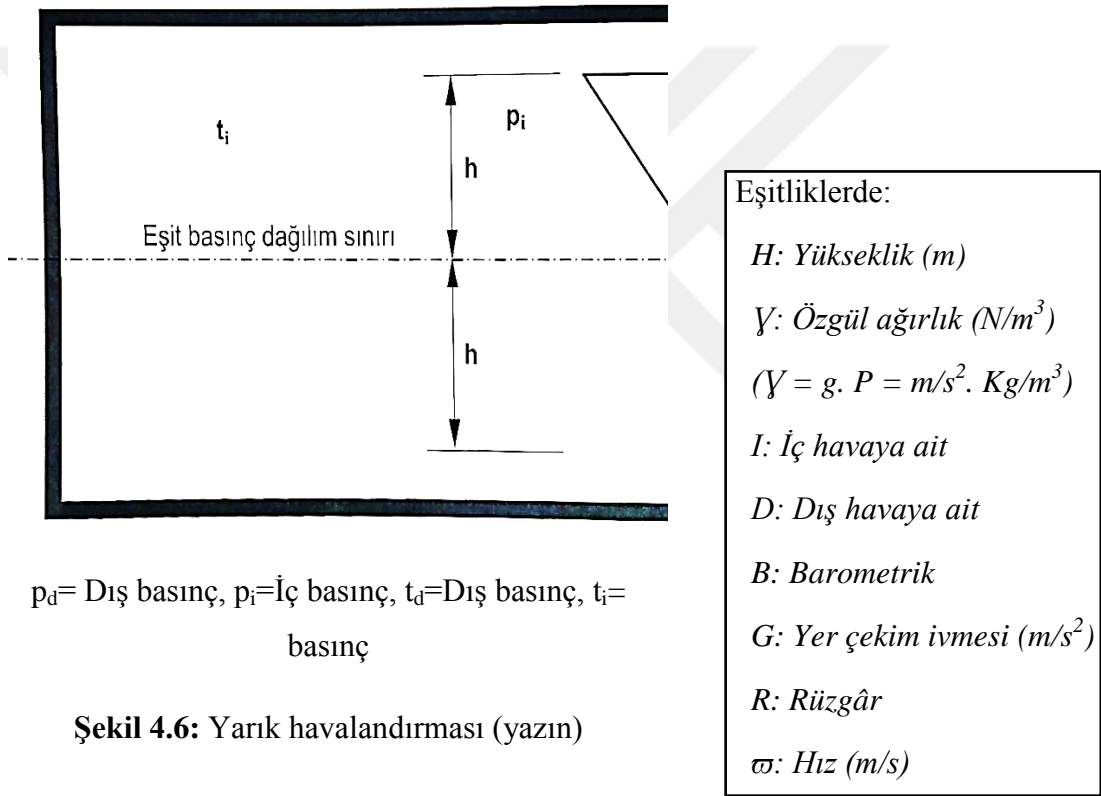 tᵢ
pᵢ
h
Eşit basınç dağılım sınırı
h
p_d= Dış basınç, pᵢ=İç basınç, t_d=Dış basınç, tᵢ=
basınç
Şekil 4.6: Yarık havalandırması (yazın)
Eşitliklerde:
H: Yükseklik (m)
Ɣ: Özgül ağırlık (N/m³)
(Ɣ = g. P = m/s². Kg/m³)
I: İç havaya ait
D: Dış havaya ait
B: Barometrik
G: Yer çekim ivmesi (m/s²)
R: Rüzgâr
ϖ: Hız (m/s)